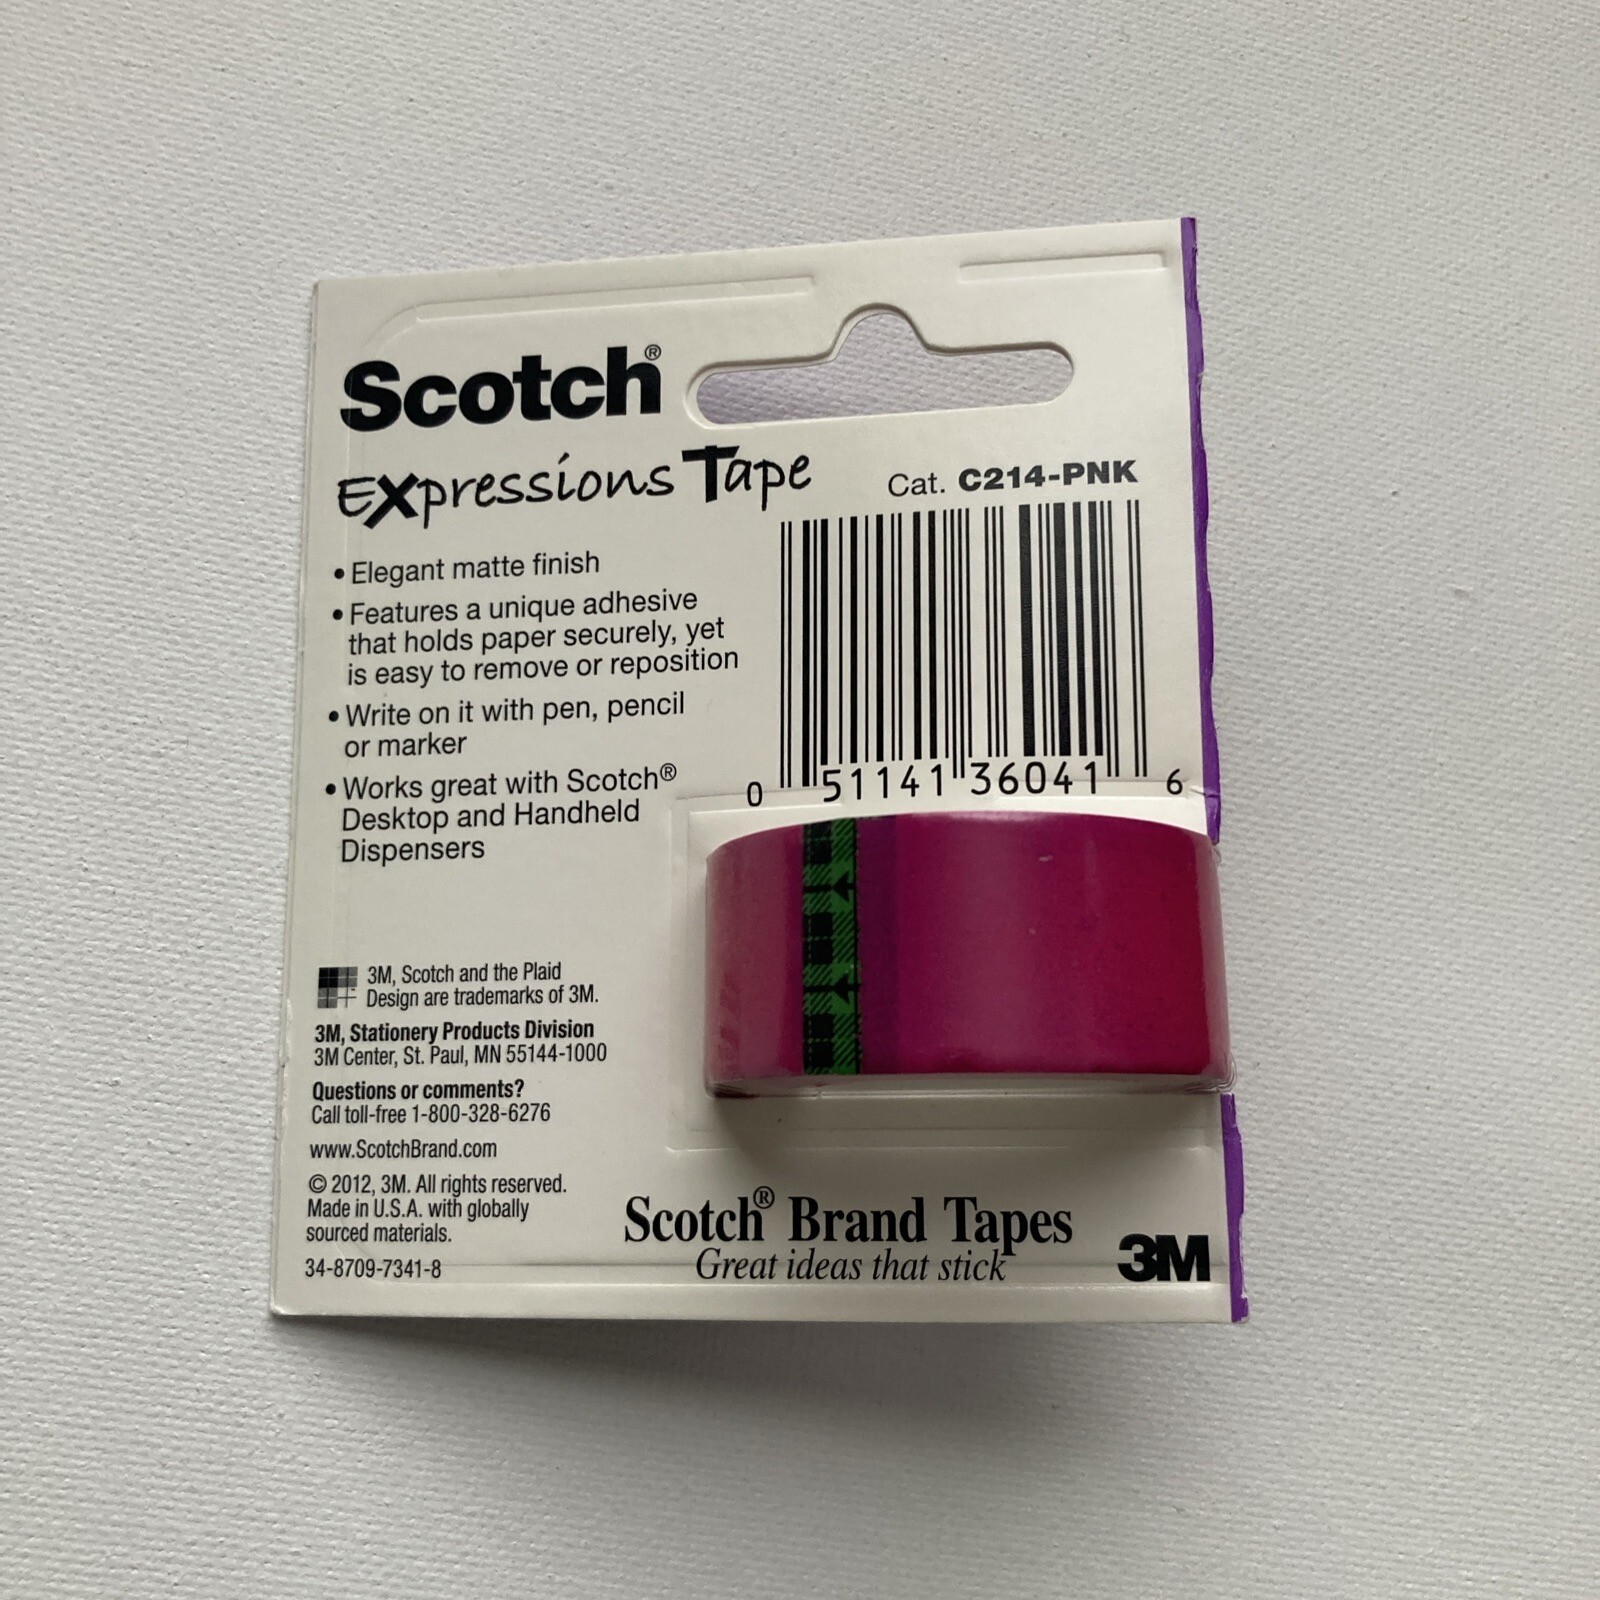 Scotch®
Expressions Tape
Cat. C214-PNK
• Elegant matte finish
• Features a unique adhesive
that holds paper securely, yet
is easy to remove or reposition
• Write on it with pen, pencil
or marker
• Works great with Scotch®
Desktop and Handheld
Dispensers
0 51141 36041 6
3M, Scotch and the Plaid
Design are trademarks of 3M.
3M, Stationery Products Division
3M Center, St. Paul, MN 55144-1000
Questions or comments?
Call toll-free 1-800-328-6276
www.ScotchBrand.com
© 2012, 3M. All rights reserved.
Made in U.S.A. with globally
sourced materials.
34-8709-7341-8
Scotch® Brand Tapes
Great ideas that stick
3M